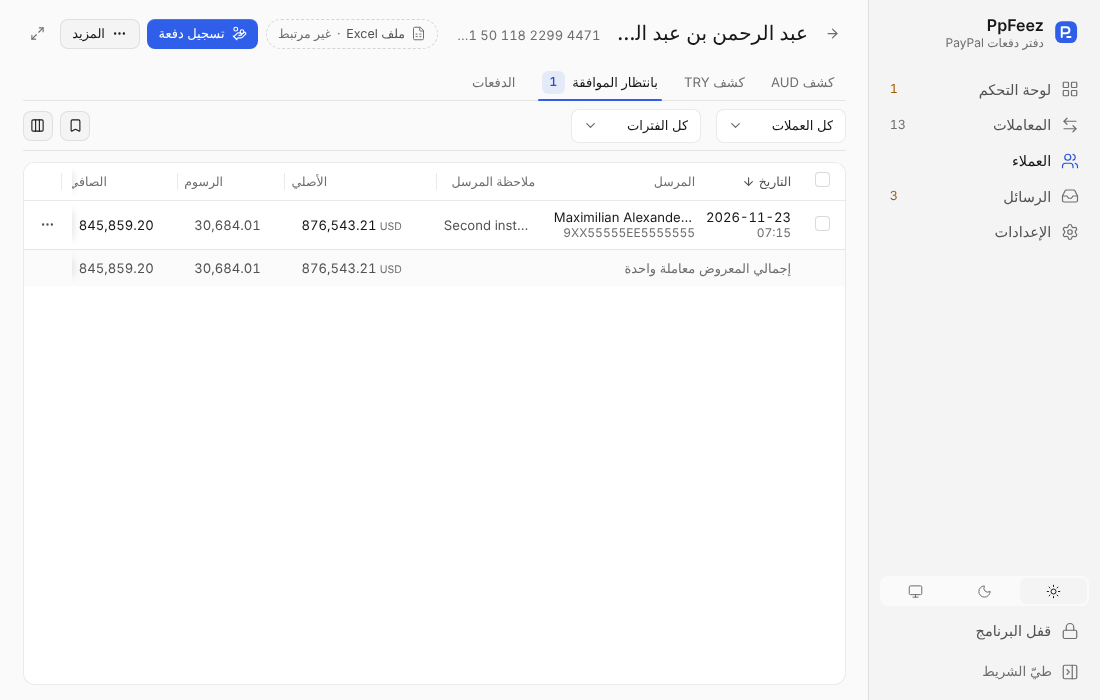 PpFeez
دفتر دفعات PayPal
لوحة التحكم 1
المعاملات 13
العملاء
الرسائل 3
الإعدادات
قفل البرنامج
طيّ الشريط
عبد الرحمن بن عبد الـ...
4471 2299 118 50 1...
ملف Excel · غير مرتبط
تسجيل دفعة
المزيد
كشف AUD
كشف TRY
بانتظار الموافقة 1
الدفعات
كل العملات
كل الفترات
التاريخ المرسل ملاحظة المرسل الأصلي الرسوم الصافي
2026-11-23 Maximilian Alexande... Second inst... 876,543.21 USD 30,684.01 845,859.20
07:15 9XX55555EE5555555
إجمالي المعروض معاملة واحدة 876,543.21 USD 30,684.01 845,859.20